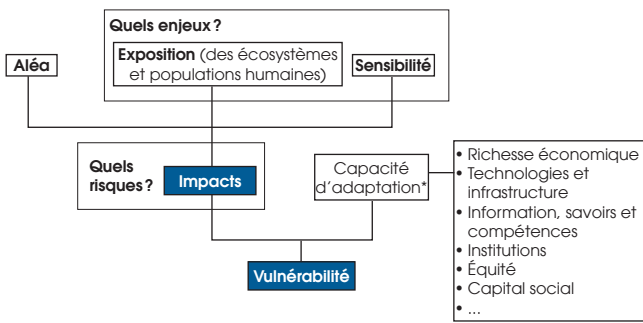 Quels enjeux ?
Aléa
Exposition (des écosystèmes
et populations humaines)
Sensibilité
Quels
risques ?
Impacts
Capacité
d’adaptation*
• Richesse économique
• Technologies et
infrastructure
• Information, savoirs et
compétences
• Institutions
• Équité
• Capital social
• ...
Vulnérabilité